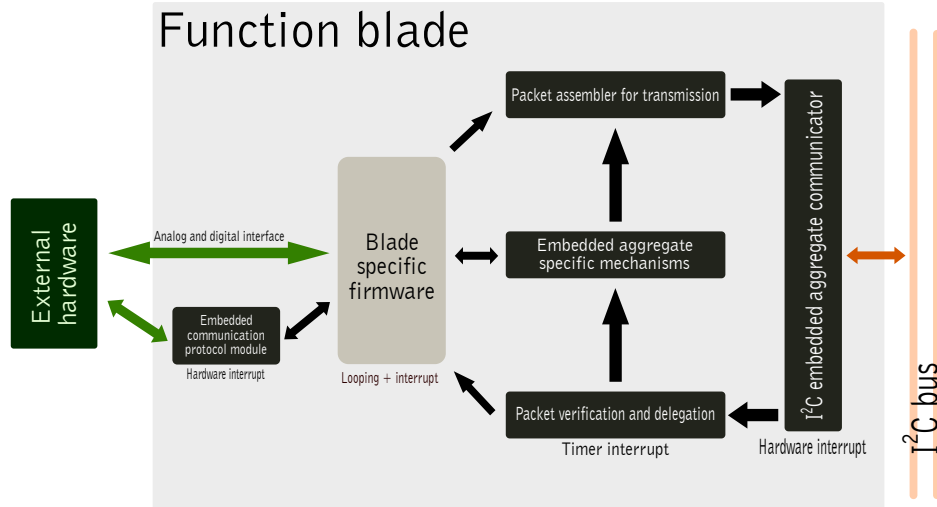 Function blade
Packet assembler for transmission
External
hardware
Analog and digital interface
Blade
specific
firmware
Embedded aggregate
specific mechanisms
I²C embedded aggregate communicator
Embedded
communication
protocol module
Hardware interrupt
Looping + interrupt
Packet verification and delegation
Timer interrupt
Hardware interrupt
I²C bus